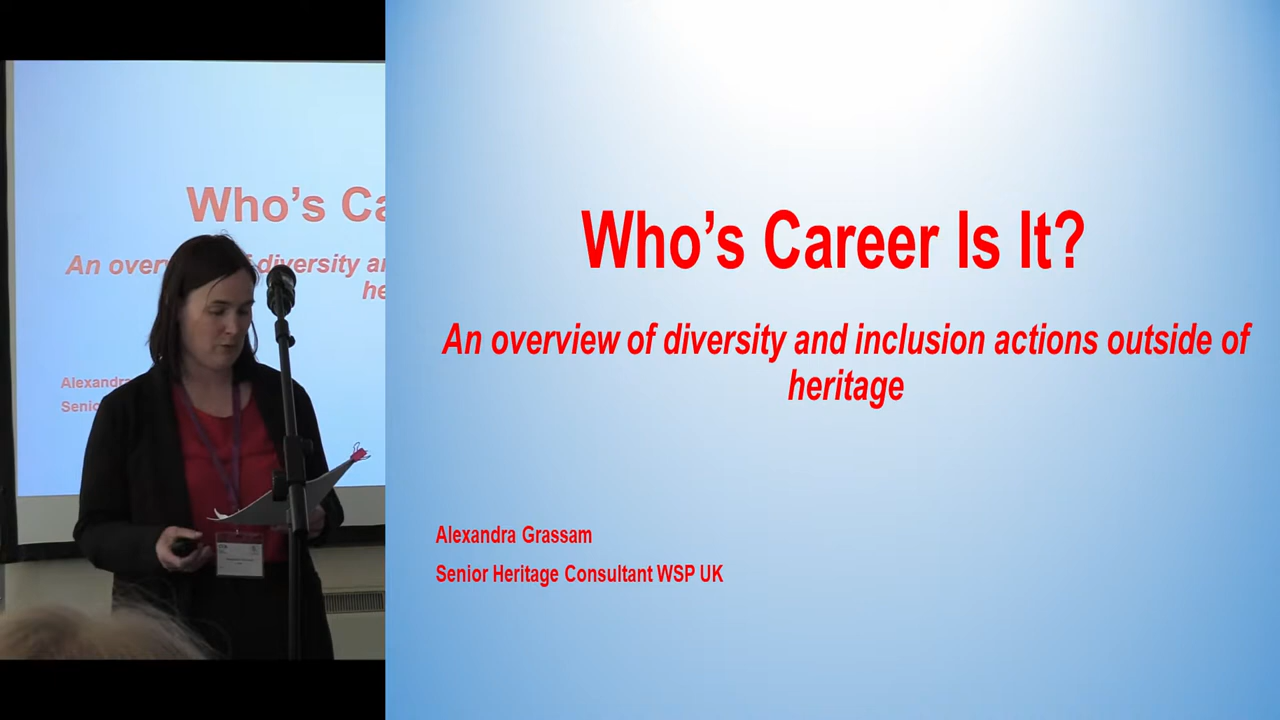 Who's Ca
An over
diversity a
he
Alexandra
Senio
Who's Career Is It?
An overview of diversity and inclusion actions outside of
heritage
Alexandra Grassam
Senior Heritage Consultant WSP UK